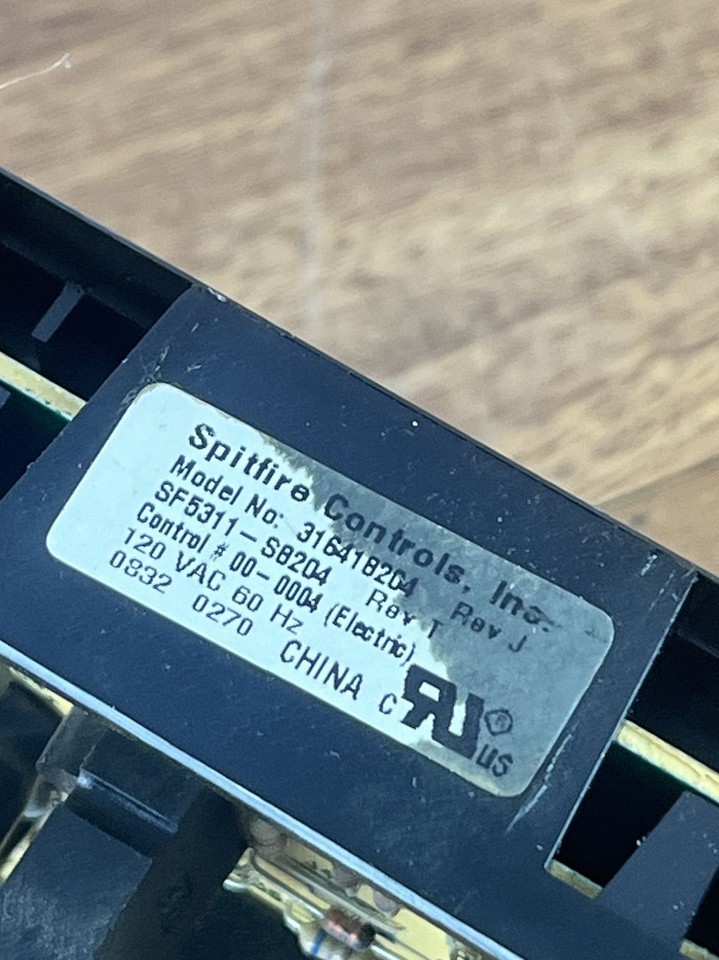 Spitfire Controls, Inc.
Model No: 316418204 Rev J
SF5311-S8204 Rev T
Control # 00-0004 (Electric)
120 VAC 60 Hz
0832 0270 CHINA
c RU ® us